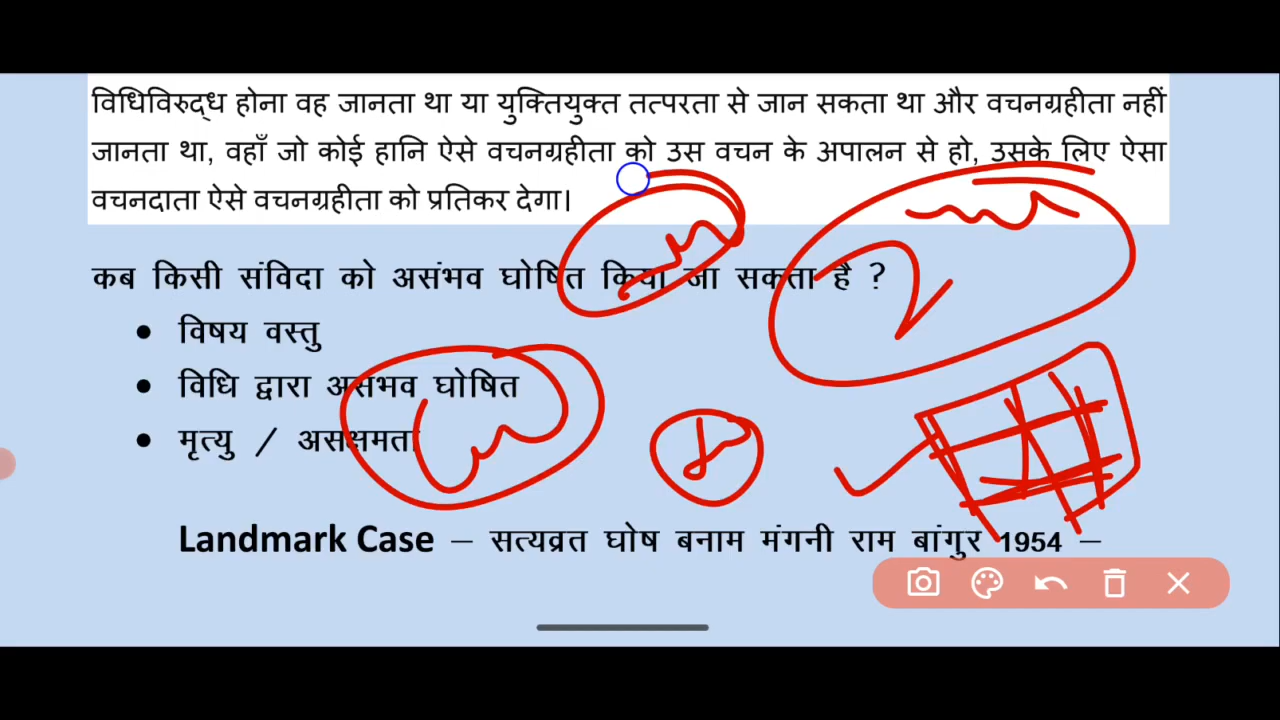 विधिविरुद्ध होना वह जानता था या युक्तियुक्त तत्परता से जान सकता था और वचनग्रहीता नहीं
जानता था, वहाँ जो कोई हानि ऐसे वचनग्रहीता को उस वचन के अपालन से हो, उसके लिए ऐसा
वचनदाता ऐसे वचनग्रहीता को प्रतिकर देगा।
कब किसी संविदा को असंभव घोषित किया जा सकता है ?
• विषय वस्तु
• विधि द्वारा असंभव घोषित
• मृत्यु / असक्षमता
Landmark Case – सत्यव्रत घोष बनाम मंगनी राम बांगुर 1954 –